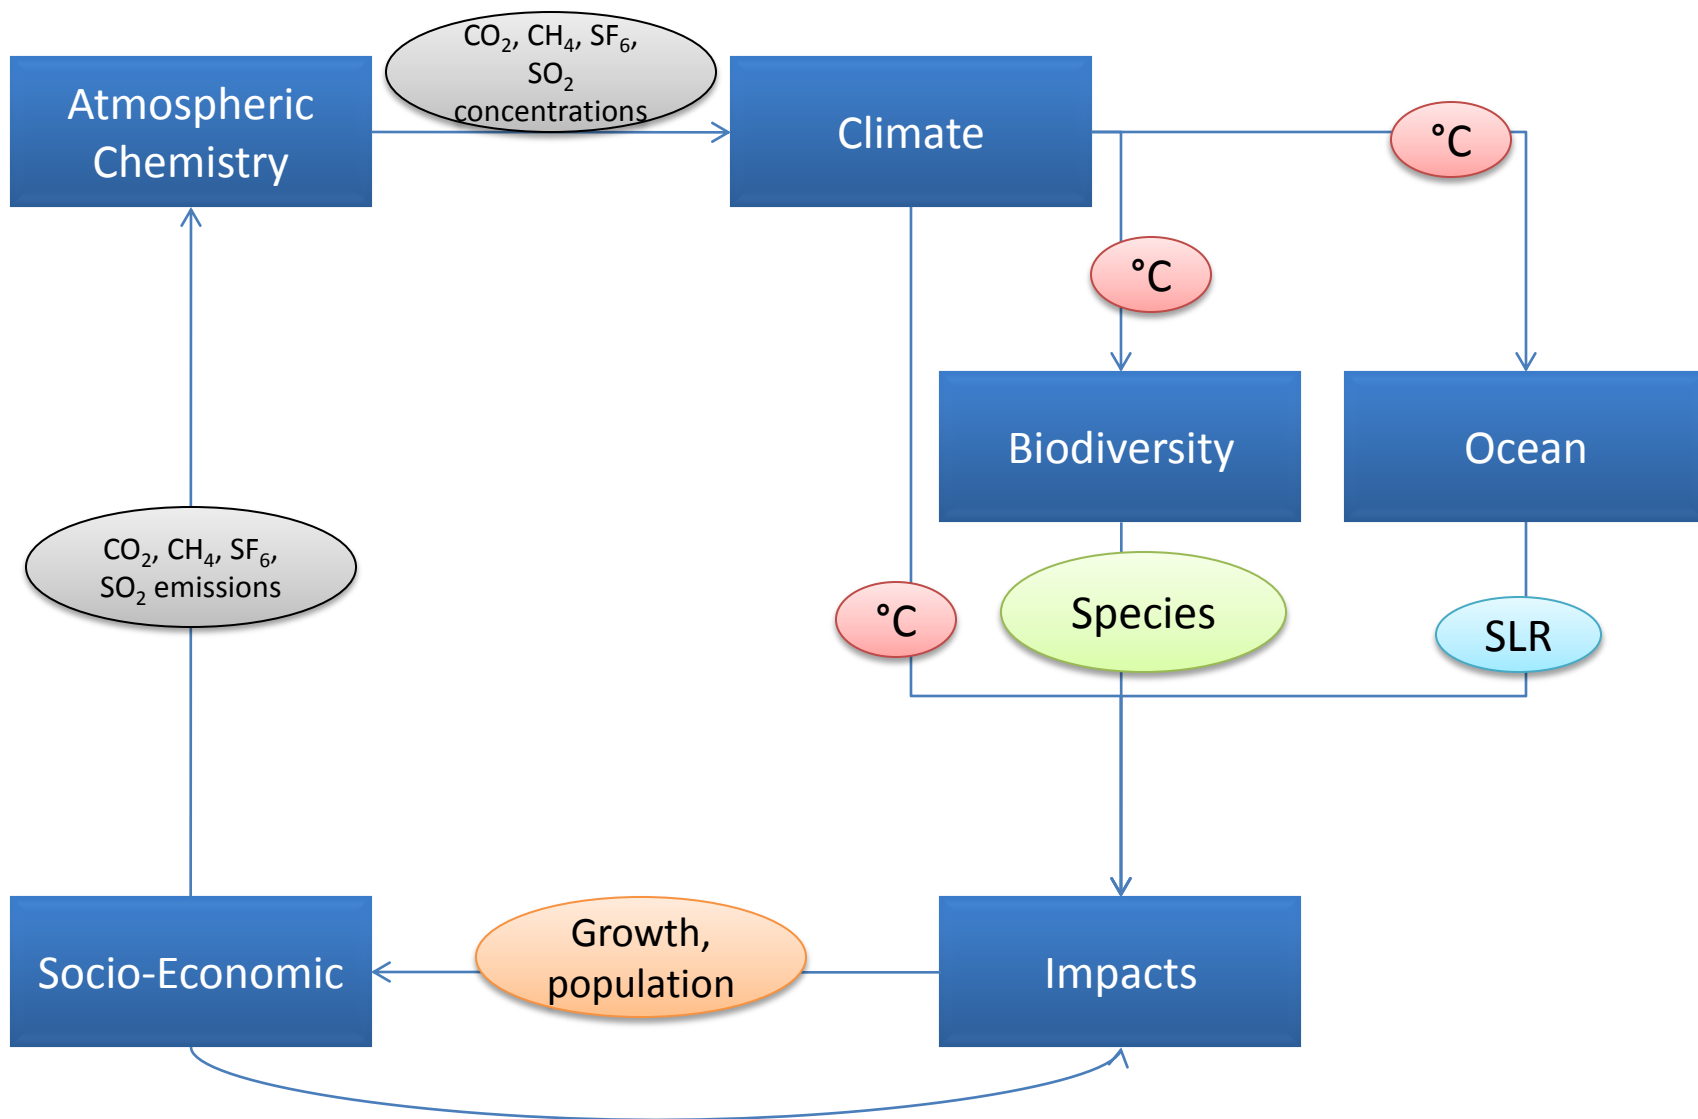 CO₂, CH₄, SF₆,
SO₂
concentrations
Atmospheric
Chemistry
Climate
°C
°C
Biodiversity
Ocean
CO₂, CH₄, SF₆,
SO₂ emissions
°C
Species
SLR
Socio-Economic
Growth,
population
Impacts